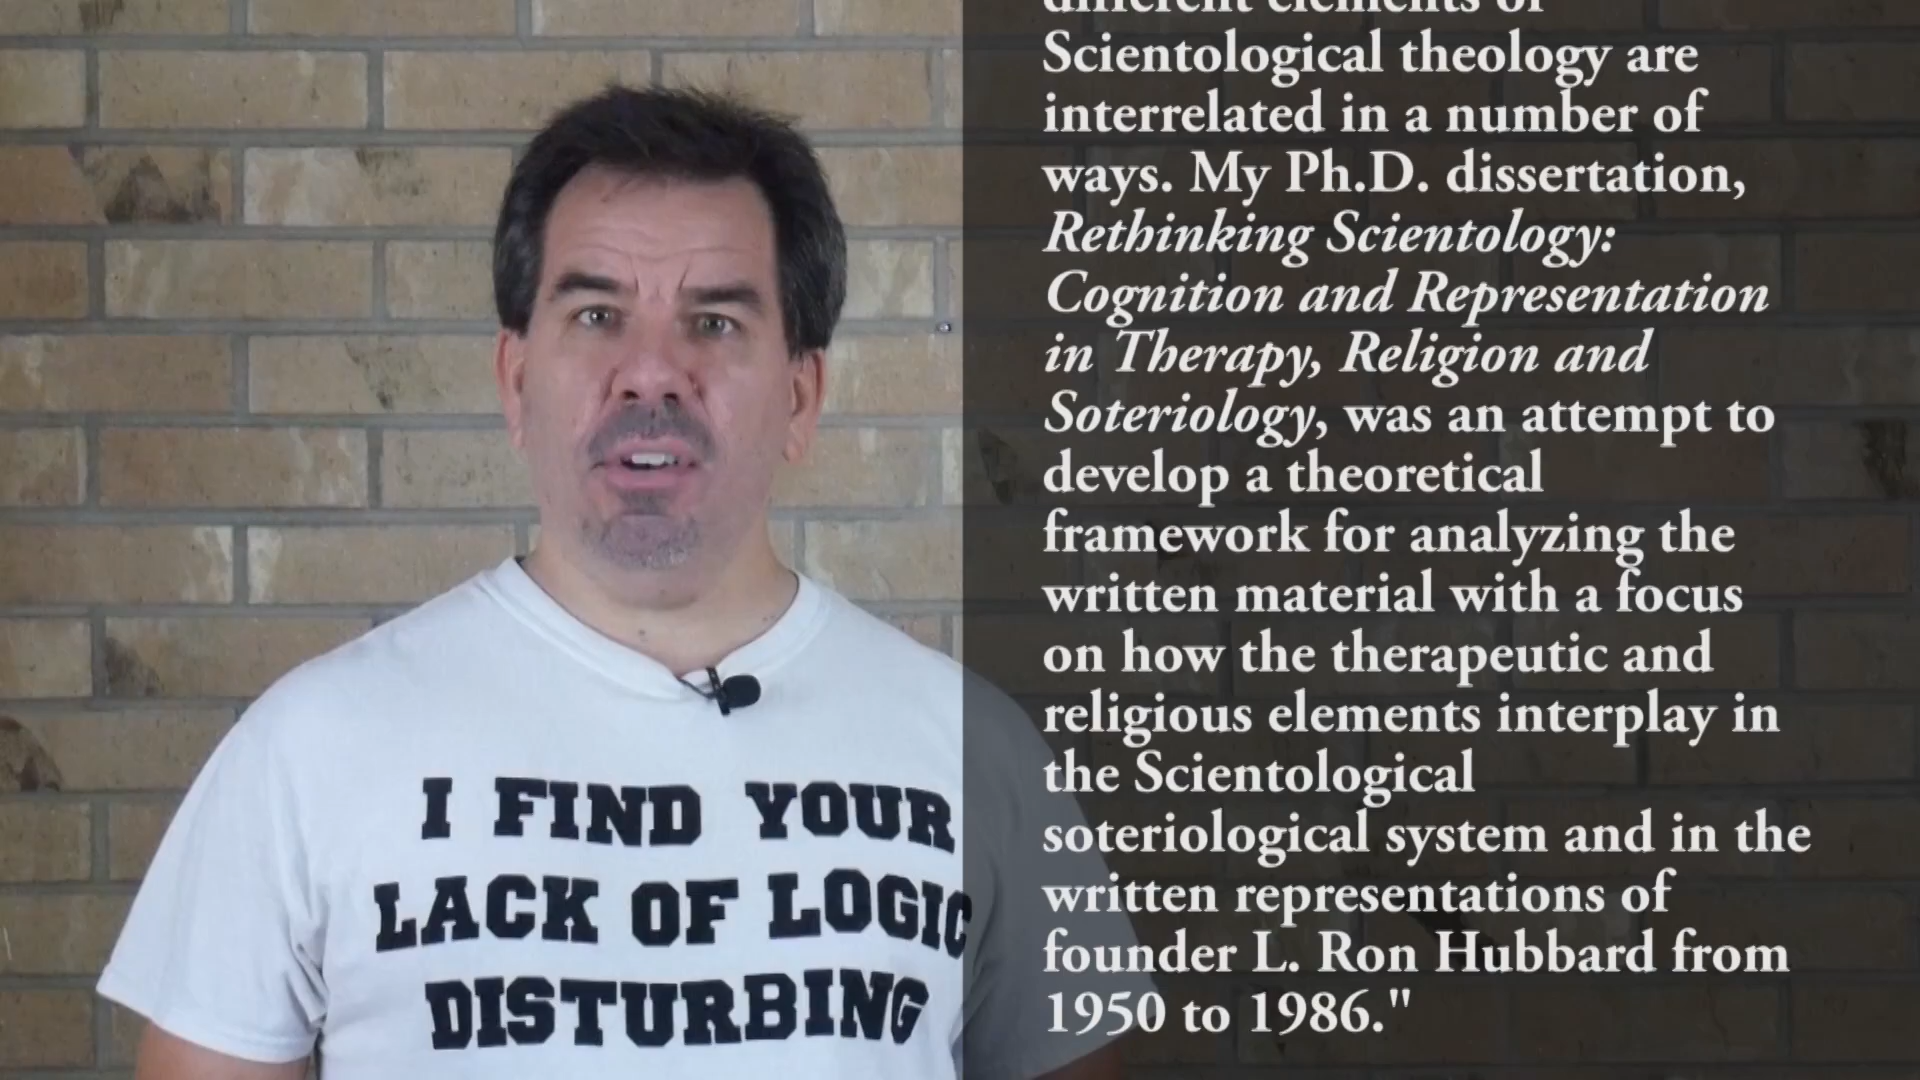 I FIND YOUR
LACK OF LOGIC
DISTURBING
different elements of
Scientological theology are
interrelated in a number of
ways. My Ph.D. dissertation,
Rethinking Scientology:
Cognition and Representation
in Therapy, Religion and
Soteriology, was an attempt to
develop a theoretical
framework for analyzing the
written material with a focus
on how the therapeutic and
religious elements interplay in
the Scientological
soteriological system and in the
written representations of
founder L. Ron Hubbard from
1950 to 1986."